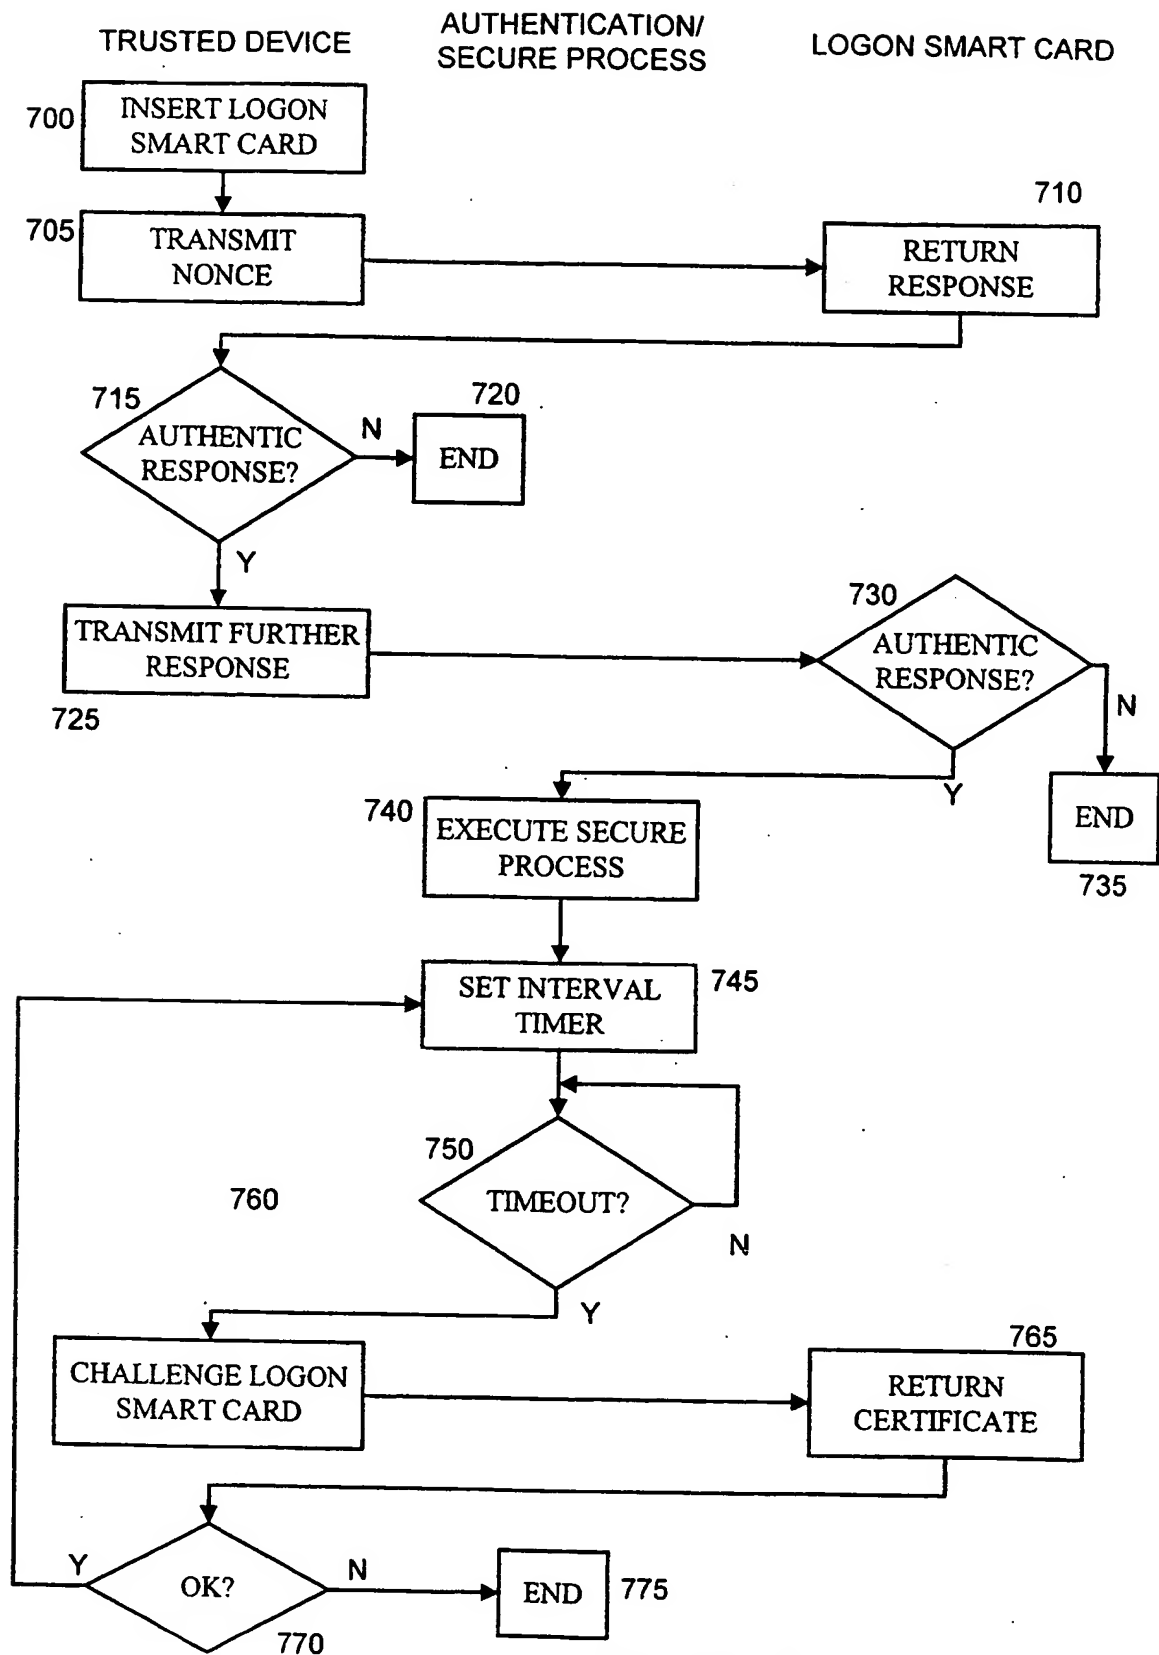 TRUSTED DEVICE
AUTHENTICATION/
SECURE PROCESS
LOGON SMART CARD
700
INSERT LOGON
SMART CARD
705
TRANSMIT
NONCE
710
RETURN
RESPONSE
715
AUTHENTIC
RESPONSE?
N
720
END
Y
TRANSMIT FURTHER
RESPONSE
725
730
AUTHENTIC
RESPONSE?
N
Y
END
735
740
EXECUTE SECURE
PROCESS
SET INTERVAL
TIMER
745
750
TIMEOUT?
N
Y
760
CHALLENGE LOGON
SMART CARD
765
RETURN
CERTIFICATE
Y
OK?
N
770
END
775